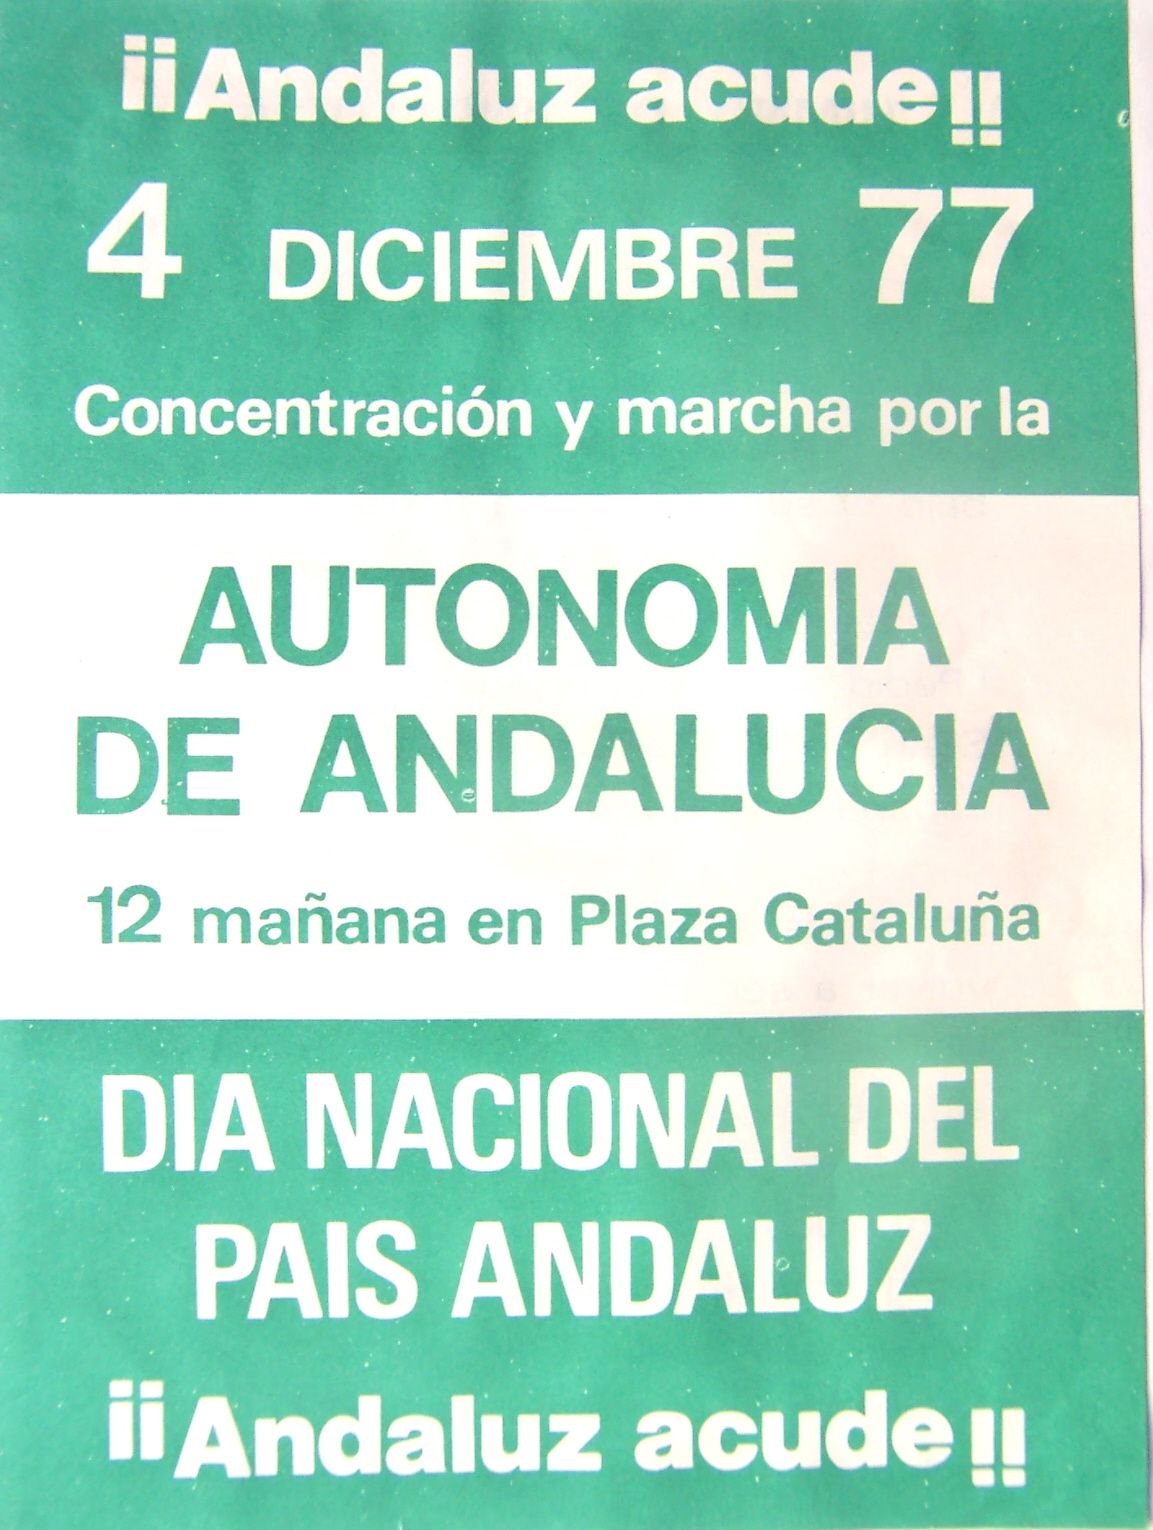 ¡¡Andaluz acude!!
4 DICIEMBRE 77
Concentración y marcha por la
AUTONOMIA
DE ANDALUCIA
12 mañana en Plaza Cataluña
DIA NACIONAL DEL
PAIS ANDALUZ
¡¡Andaluz acude!!